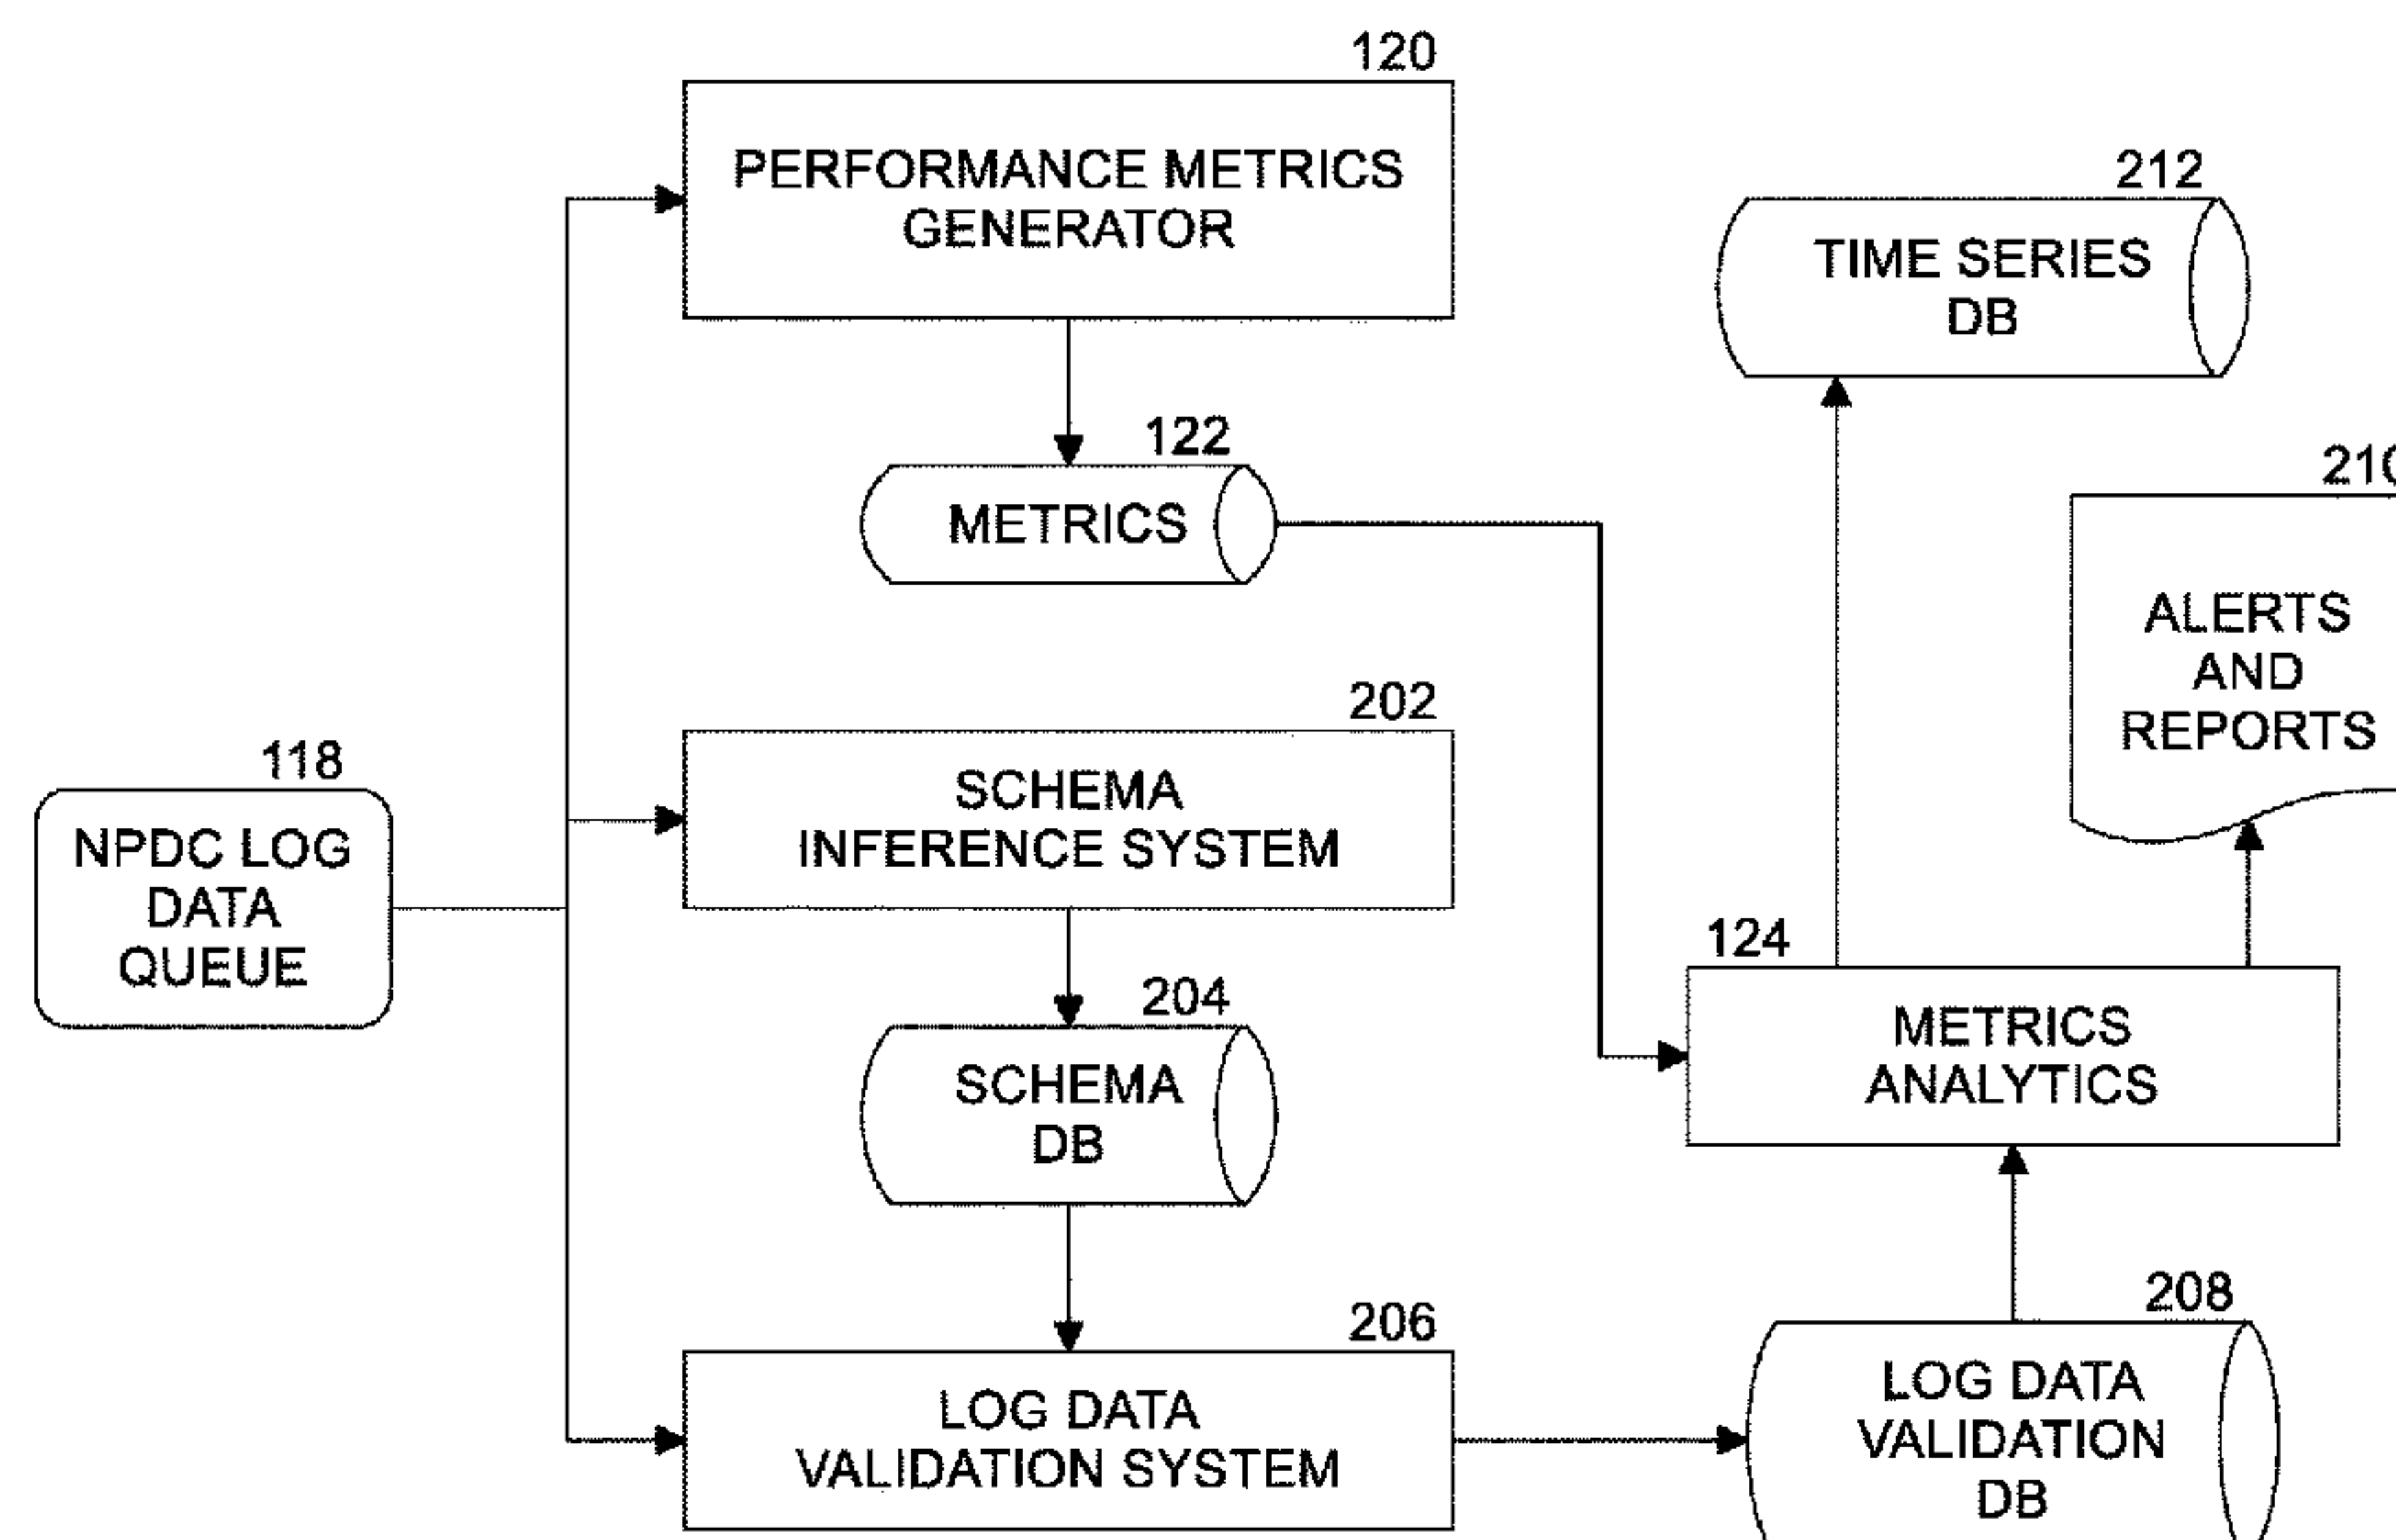 120
PERFORMANCE METRICS
GENERATOR
212
TIME SERIES
DB
122
METRICS
210
ALERTS
AND
REPORTS
202
SCHEMA
INFERENCE SYSTEM
118
NPDC LOG
DATA
QUEUE
124
METRICS
ANALYTICS
204
SCHEMA
DB
206
LOG DATA
VALIDATION SYSTEM
208
LOG DATA
VALIDATION
DB